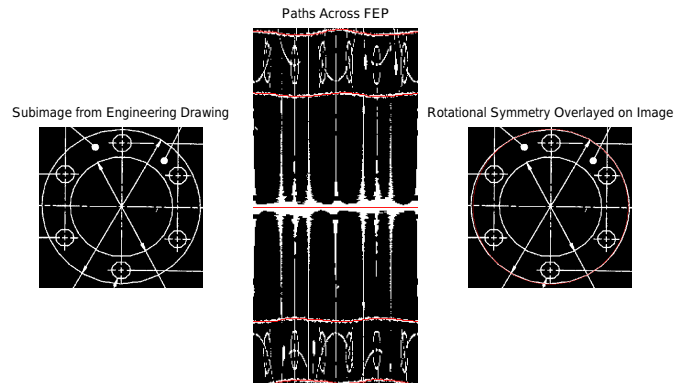 Paths Across FEP
Subimage from Engineering Drawing
Rotational Symmetry Overlayed on Image